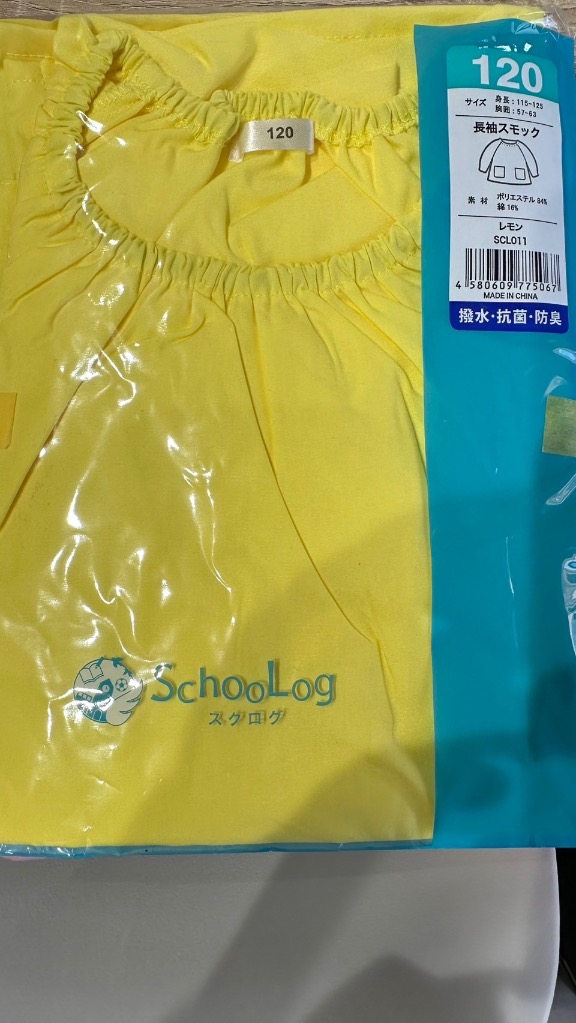 120
サイズ 身長：115-125
胸囲：57-63
長袖スモック
素材 ポリエステル 84%
綿 16%
レモン
SCL011
4 580609 775067
MADE IN CHINA
撥水・抗菌・防臭
120
SchooLog
スクログ